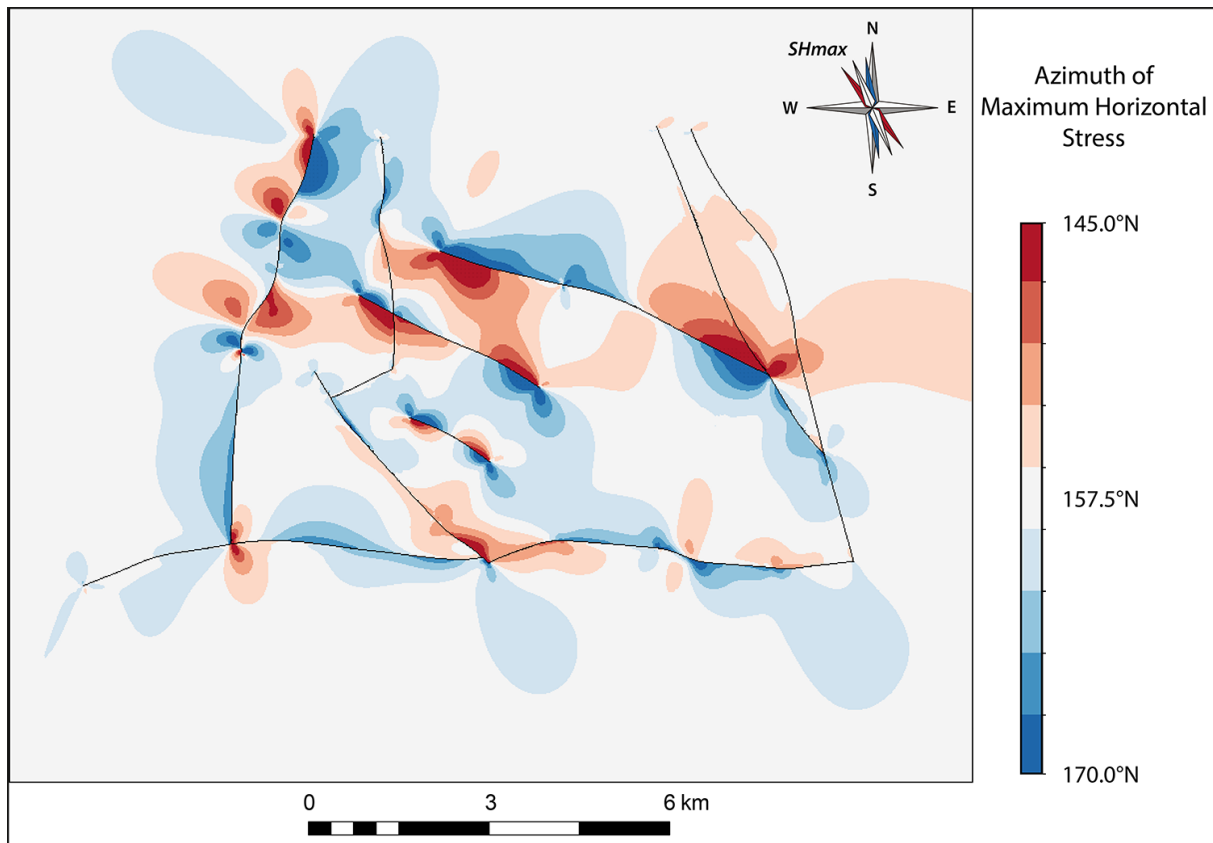 N
SHmax
W
E
S
Azimuth of
Maximum Horizontal
Stress
145.0°N
157.5°N
170.0°N
0
3
6 km